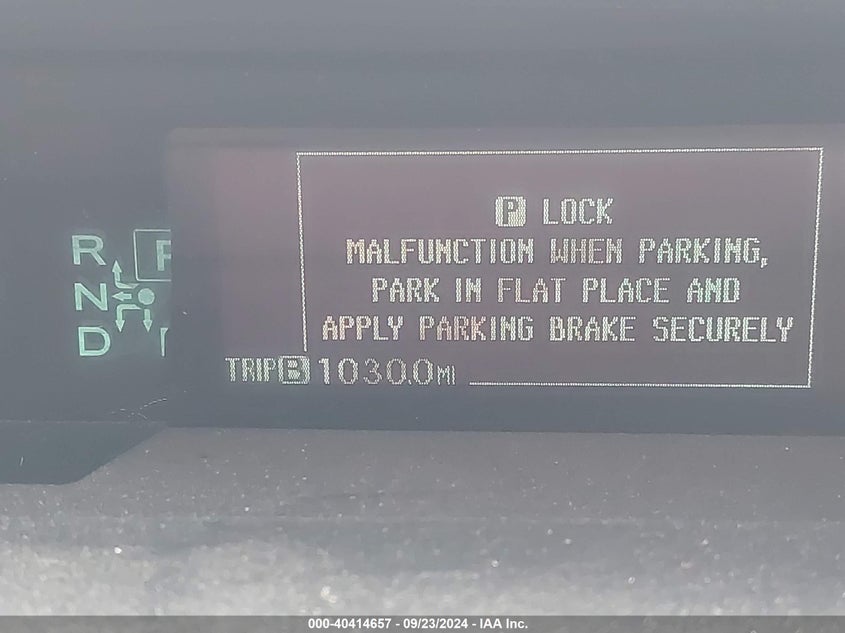 P LOCK
MALFUNCTION WHEN PARKING,
PARK IN FLAT PLACE AND
APPLY PARKING BRAKE SECURELY
R
N
D
TRIP B 1030.0 MI
000-40414657 - 09/23/2024 - IAA Inc.